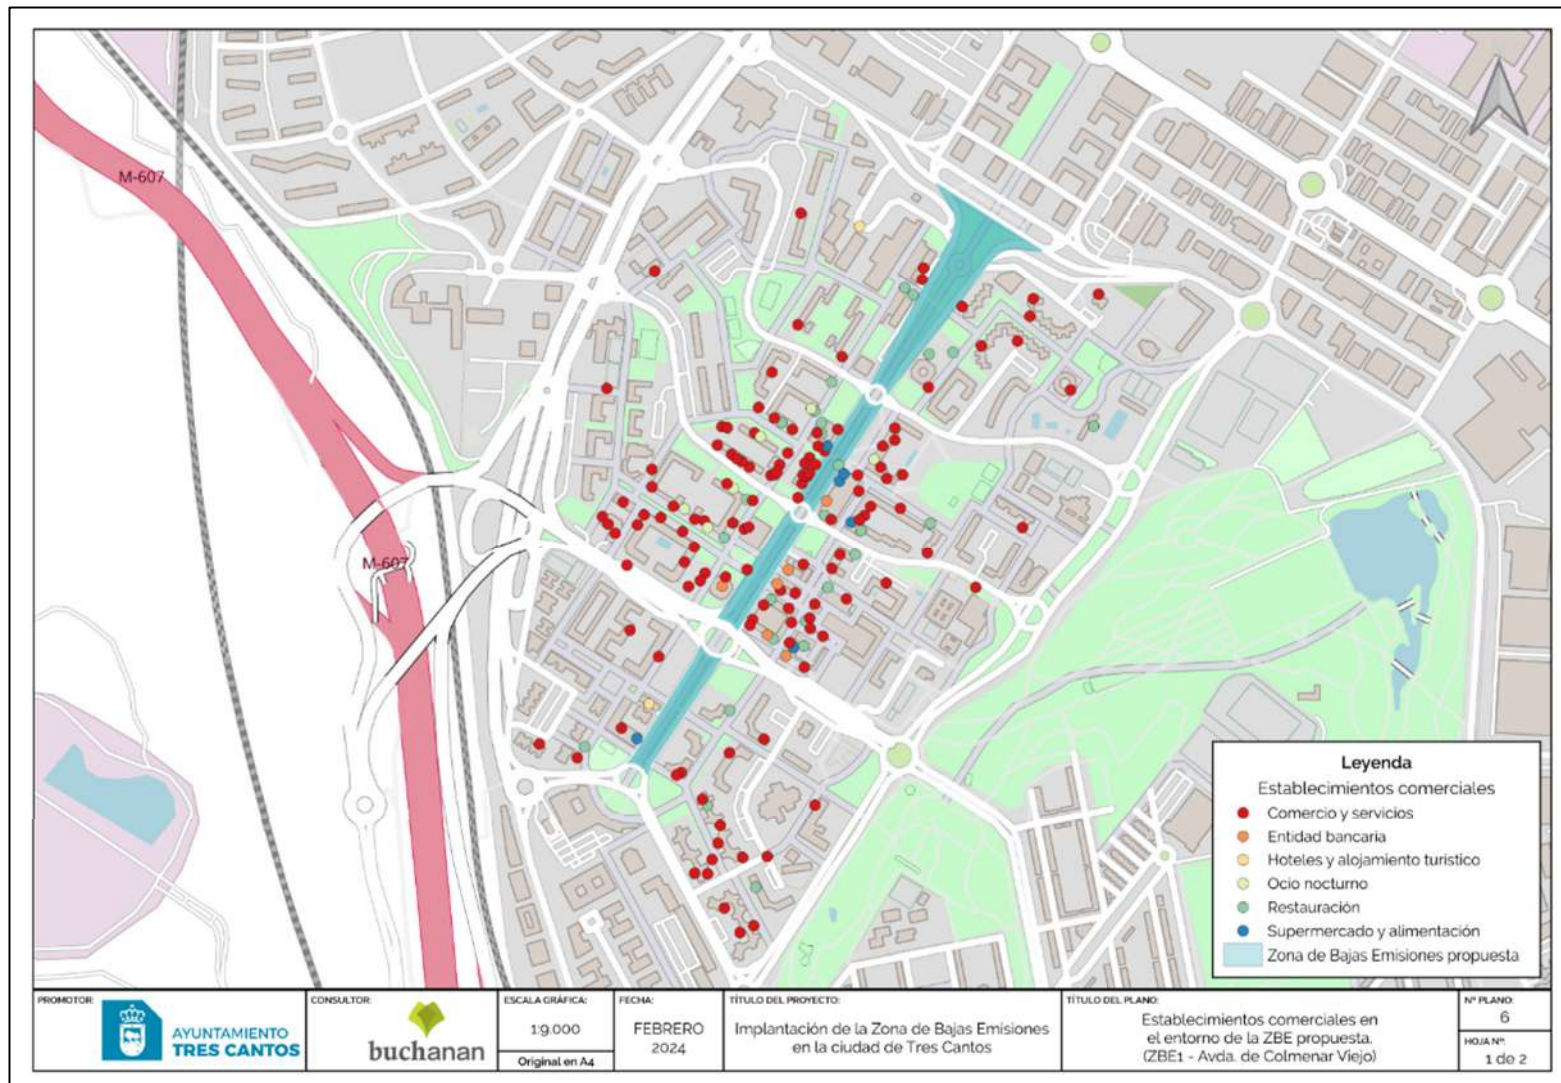 M-607
M-607
Leyenda
Establecimientos comerciales
Comercio y servicios
Entidad bancaria
Hoteles y alojamiento turístico
Ocio nocturno
Restauración
Supermercado y alimentación
Zona de Bajas Emisiones propuesta
PROMOTOR:
AYUNTAMIENTO
TRES CANTOS
CONSULTOR:
buchanan
ESCALA GRÁFICA:
1:9.000
Original en A4
FECHA:
FEBRERO
2024
TÍTULO DEL PROYECTO:
Implantación de la Zona de Bajas Emisiones
en la ciudad de Tres Cantos
TÍTULO DEL PLANO:
Establecimientos comerciales en
el entorno de la ZBE propuesta.
(ZBE1 - Avda. de Colmenar Viejo)
Nº PLANO:
6
HOJA Nº:
1 de 2